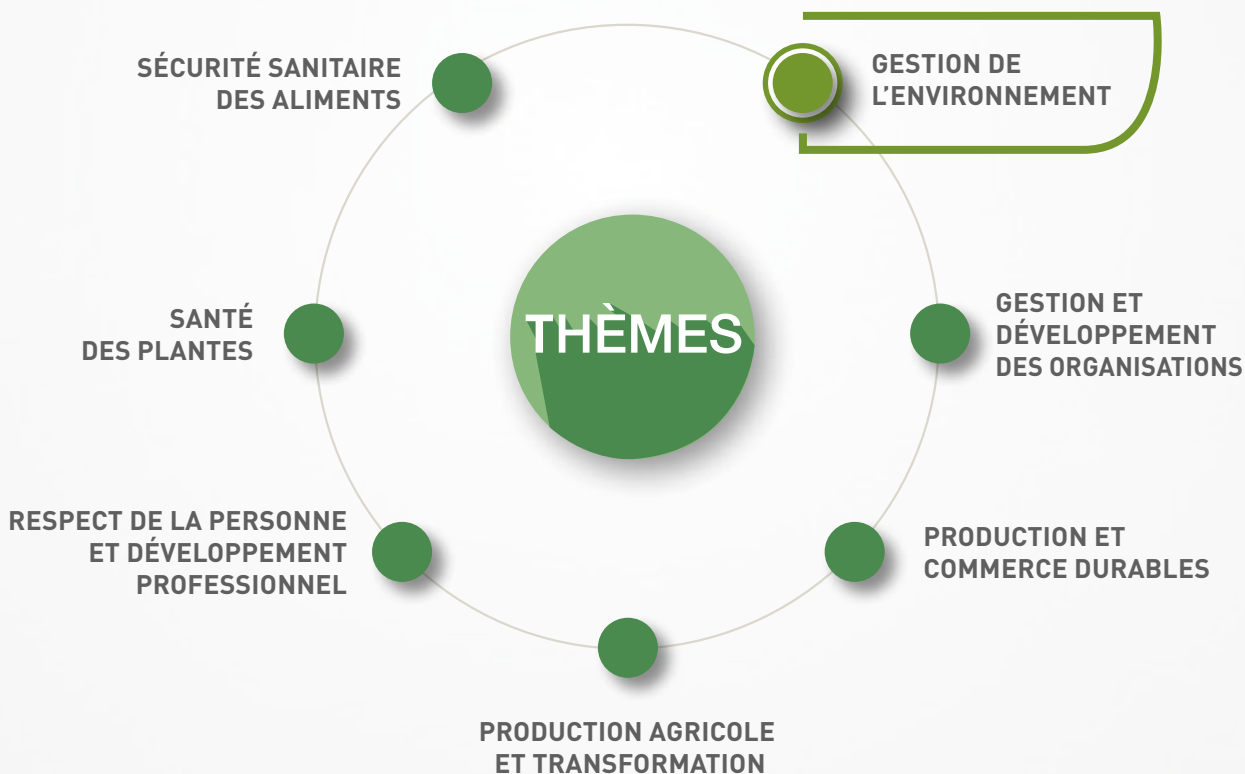 SÉCURITÉ SANITAIRE
DES ALIMENTS
GESTION DE
L'ENVIRONNEMENT
THÈMES
SANTÉ
DES PLANTES
GESTION ET
DÉVELOPPEMENT
DES ORGANISATIONS
RESPECT DE LA PERSONNE
ET DÉVELOPPEMENT
PROFESSIONNEL
PRODUCTION ET
COMMERCE DURABLES
PRODUCTION AGRICOLE
ET TRANSFORMATION